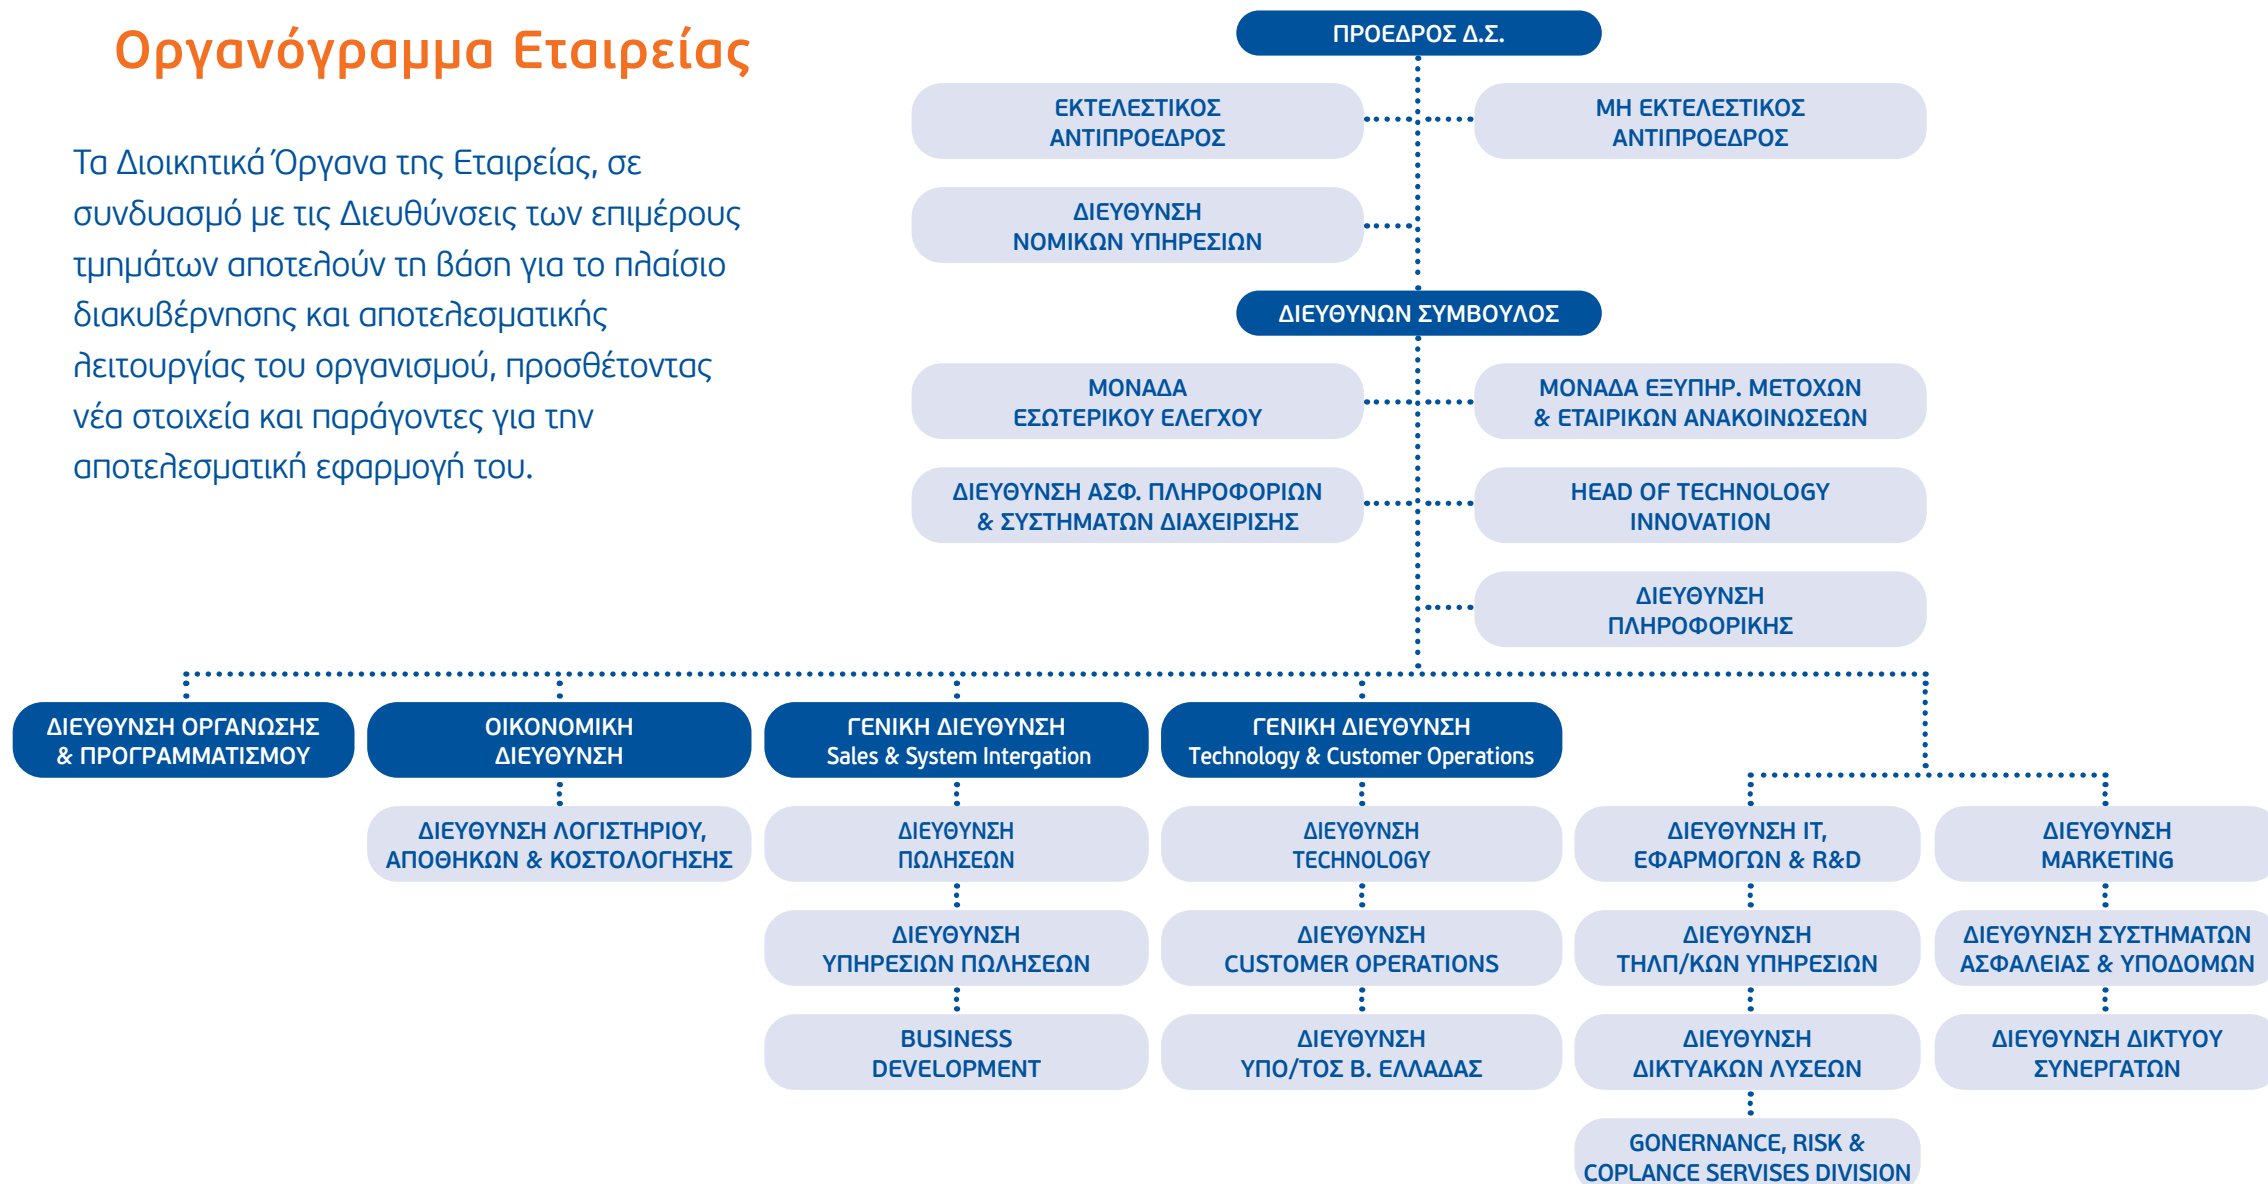 Οργανόγραμμα Εταιρείας
Τα Διοικητικά Όργανα της Εταιρείας, σε
συνδυασμό με τις Διευθύνσεις των επιμέρους
τμημάτων αποτελούν τη βάση για το πλαίσιο
διακυβέρνησης και αποτελεσματικής
λειτουργίας του οργανισμού, προσθέτοντας
νέα στοιχεία και παράγοντες για την
αποτελεσματική εφαρμογή του.
ΠΡΟΕΔΡΟΣ Δ.Σ.
ΕΚΤΕΛΕΣΤΙΚΟΣ
ΑΝΤΙΠΡΟΕΔΡΟΣ
ΜΗ ΕΚΤΕΛΕΣΤΙΚΟΣ
ΑΝΤΙΠΡΟΕΔΡΟΣ
ΔΙΕΥΘΥΝΣΗ
ΝΟΜΙΚΩΝ ΥΠΗΡΕΣΙΩΝ
ΔΙΕΥΘΥΝΩΝ ΣΥΜΒΟΥΛΟΣ
ΜΟΝΑΔΑ
ΕΣΩΤΕΡΙΚΟΥ ΕΛΕΓΧΟΥ
ΜΟΝΑΔΑ ΕΞΥΠΗΡ. ΜΕΤΟΧΩΝ
& ΕΤΑΙΡΙΚΩΝ ΑΝΑΚΟΙΝΩΣΕΩΝ
ΔΙΕΥΘΥΝΣΗ ΑΣΦ. ΠΛΗΡΟΦΟΡΙΩΝ
& ΣΥΣΤΗΜΑΤΩΝ ΔΙΑΧΕΙΡΙΣΗΣ
HEAD OF TECHNOLOGY
INNOVATION
ΔΙΕΥΘΥΝΣΗ
ΠΛΗΡΟΦΟΡΙΚΗΣ
ΔΙΕΥΘΥΝΣΗ ΟΡΓΑΝΩΣΗΣ
& ΠΡΟΓΡΑΜΜΑΤΙΣΜΟΥ
ΟΙΚΟΝΟΜΙΚΗ
ΔΙΕΥΘΥΝΣΗ
ΓΕΝΙΚΗ ΔΙΕΥΘΥΝΣΗ
Sales & System Intergation
ΓΕΝΙΚΗ ΔΙΕΥΘΥΝΣΗ
Technology & Customer Operations
ΔΙΕΥΘΥΝΣΗ ΛΟΓΙΣΤΗΡΙΟΥ,
ΑΠΟΘΗΚΩΝ & ΚΟΣΤΟΛΟΓΗΣΗΣ
ΔΙΕΥΘΥΝΣΗ
ΠΩΛΗΣΕΩΝ
ΔΙΕΥΘΥΝΣΗ
TECHNOLOGY
ΔΙΕΥΘΥΝΣΗ IT,
ΕΦΑΡΜΟΓΩΝ & R&D
ΔΙΕΥΘΥΝΣΗ
MARKETING
ΔΙΕΥΘΥΝΣΗ
ΥΠΗΡΕΣΙΩΝ ΠΩΛΗΣΕΩΝ
ΔΙΕΥΘΥΝΣΗ
CUSTOMER OPERATIONS
ΔΙΕΥΘΥΝΣΗ
ΤΗΛΠ/ΚΩΝ ΥΠΗΡΕΣΙΩΝ
ΔΙΕΥΘΥΝΣΗ ΣΥΣΤΗΜΑΤΩΝ
ΑΣΦΑΛΕΙΑΣ & ΥΠΟΔΟΜΩΝ
BUSINESS
DEVELOPMENT
ΔΙΕΥΘΥΝΣΗ
ΥΠΟ/ΤΟΣ Β. ΕΛΛΑΔΑΣ
ΔΙΕΥΘΥΝΣΗ
ΔΙΚΤΥΑΚΩΝ ΛΥΣΕΩΝ
ΔΙΕΥΘΥΝΣΗ ΔΙΚΤΥΟΥ
ΣΥΝΕΡΓΑΤΩΝ
GONERNANCE, RISK &
COPLANCE SERVISES DIVISION